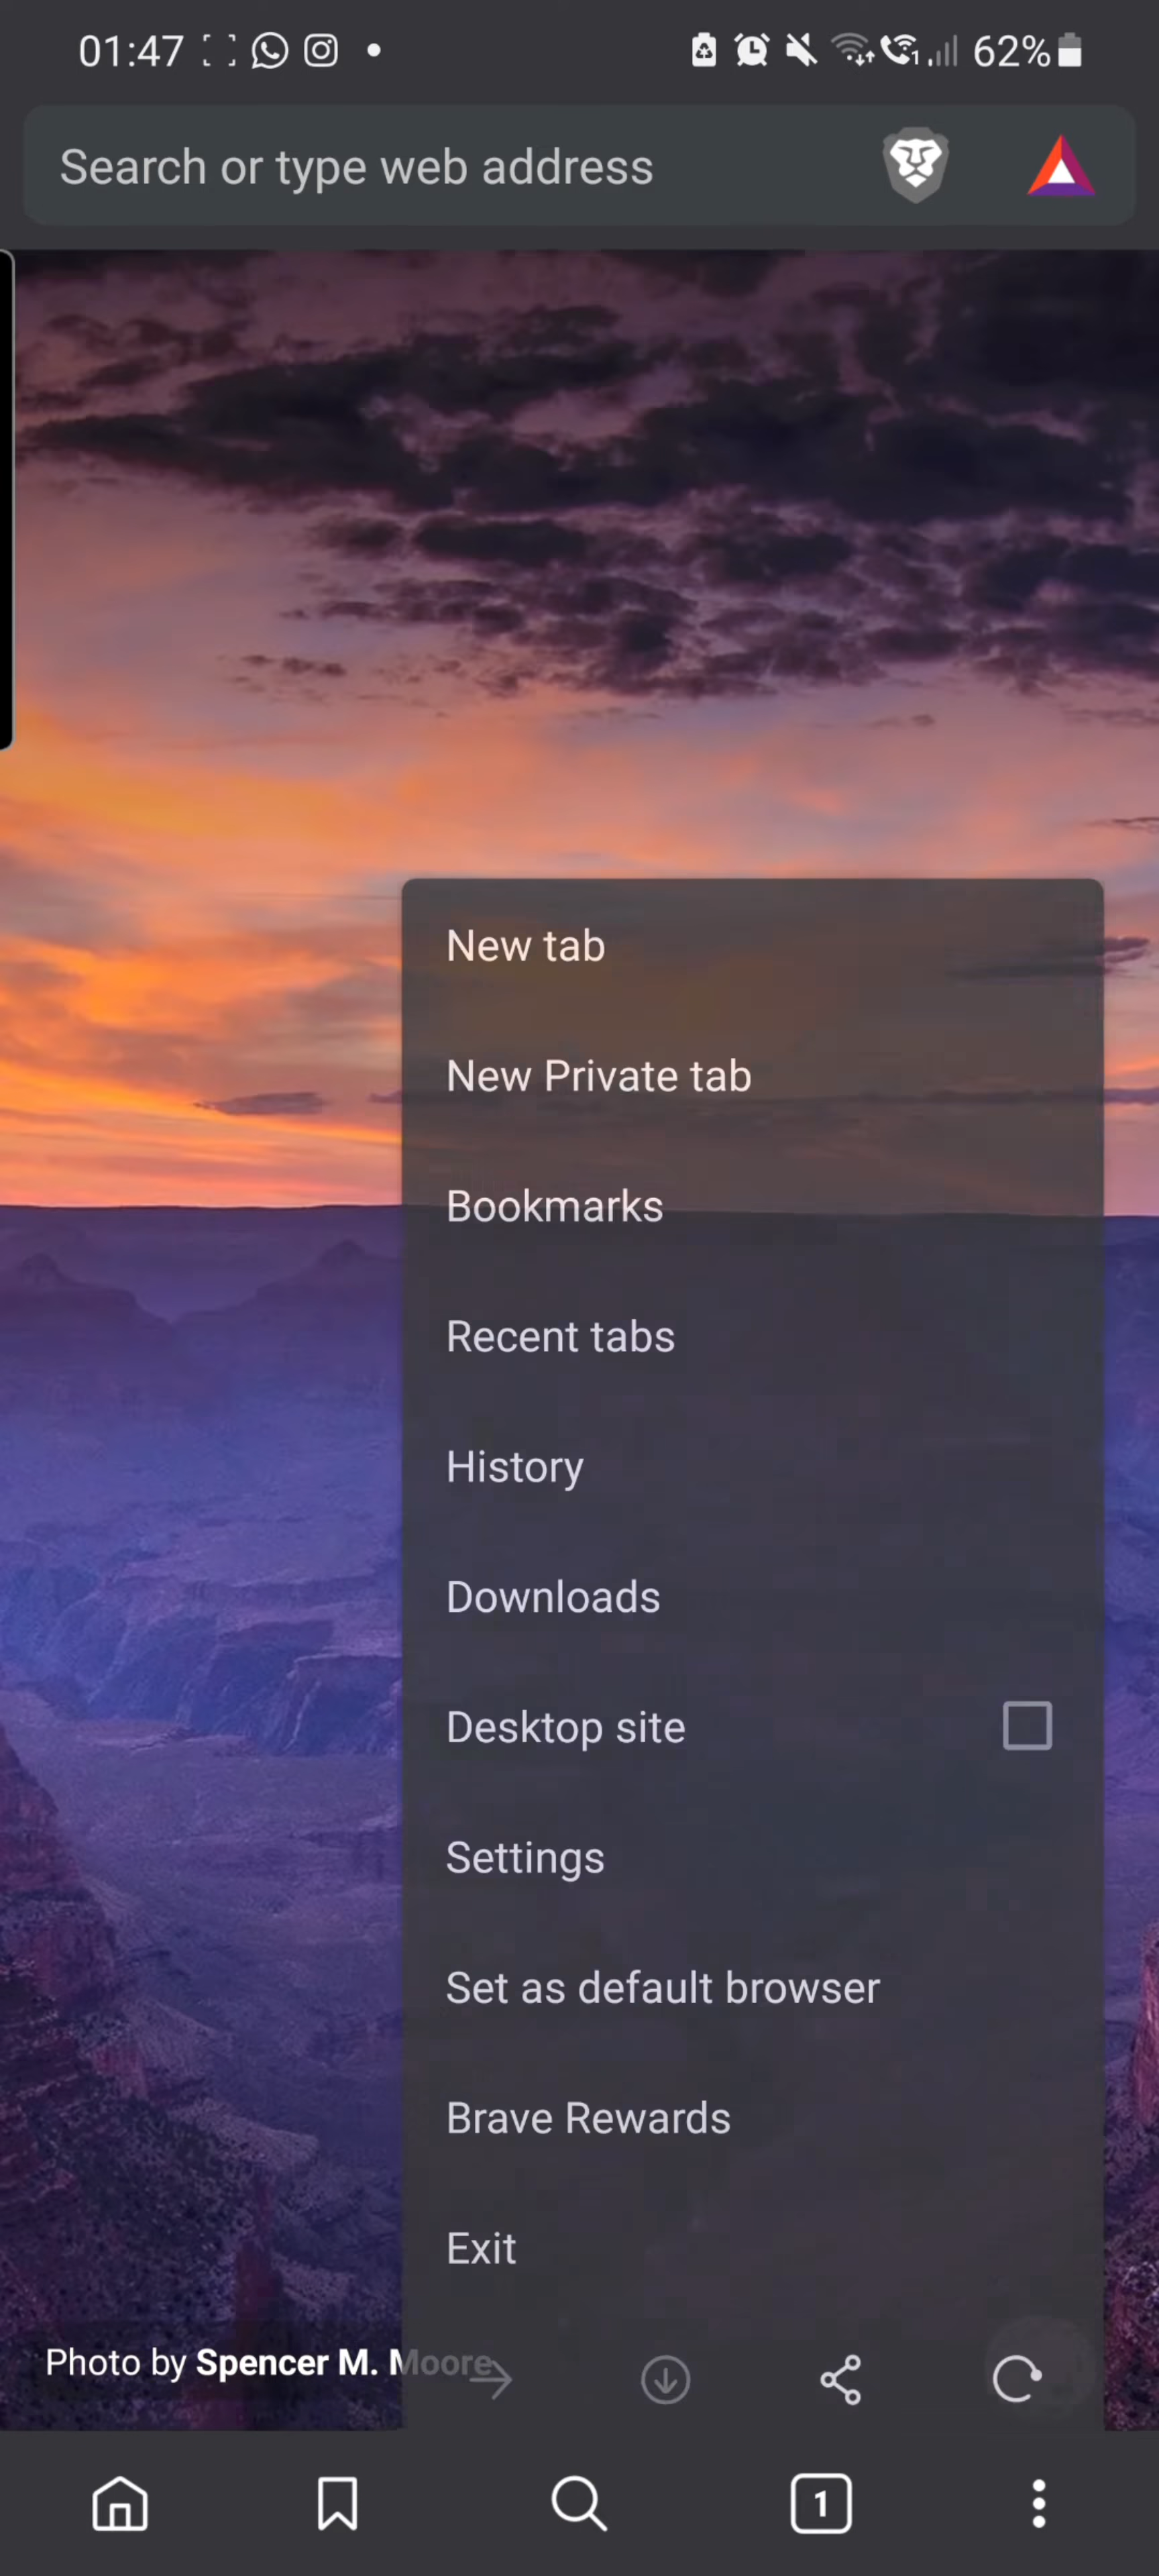 01:47 62%
Search or type web address
New tab
New Private tab
Bookmarks
Recent tabs
History
Downloads
Desktop site
Settings
Set as default browser
Brave Rewards
Exit
Photo by Spencer M. Moore
1